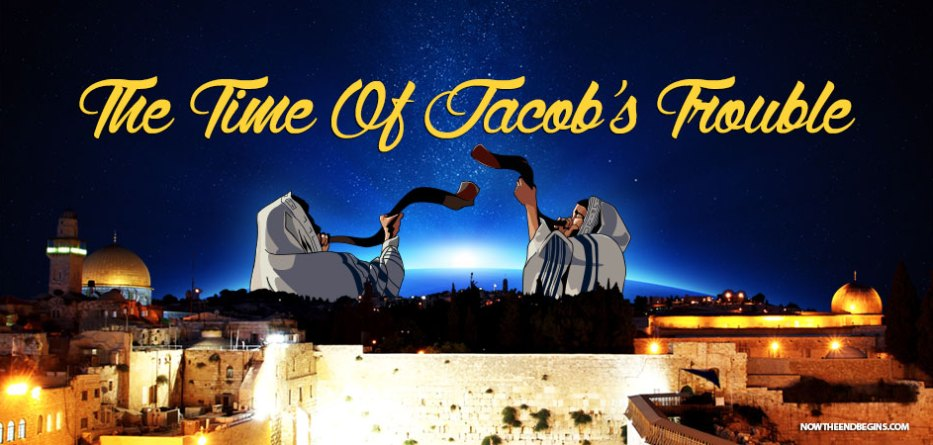 The Time Of Jacob's Trouble
NOWTHEENDBEGINS.COM